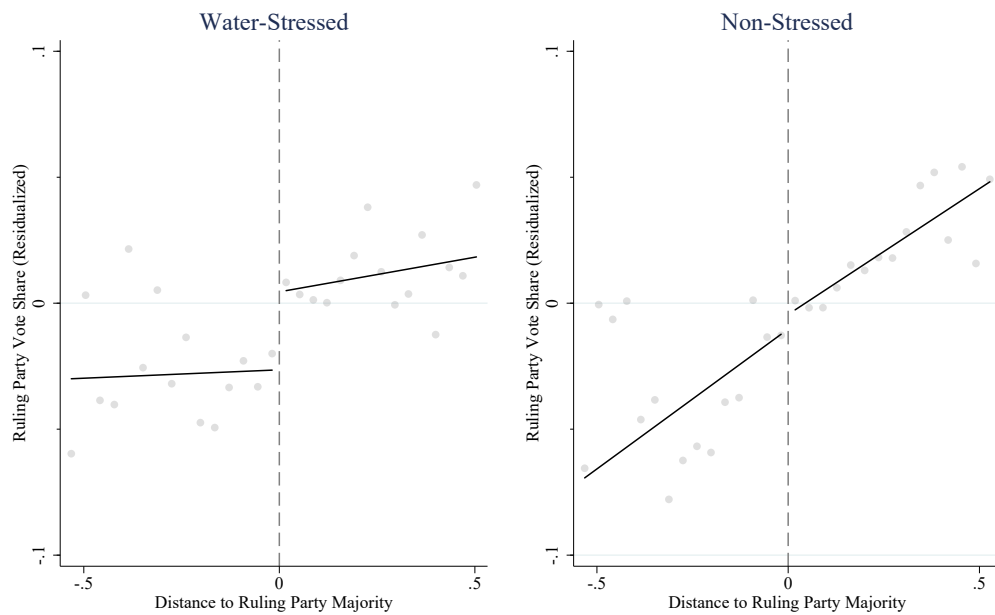 Water-Stressed
Ruling Party Vote Share (Residualized)
.1
0
-.1
-.5
0
.5
Distance to Ruling Party Majority
Non-Stressed
Ruling Party Vote Share (Residualized)
.1
0
-.1
-.5
0
.5
Distance to Ruling Party Majority